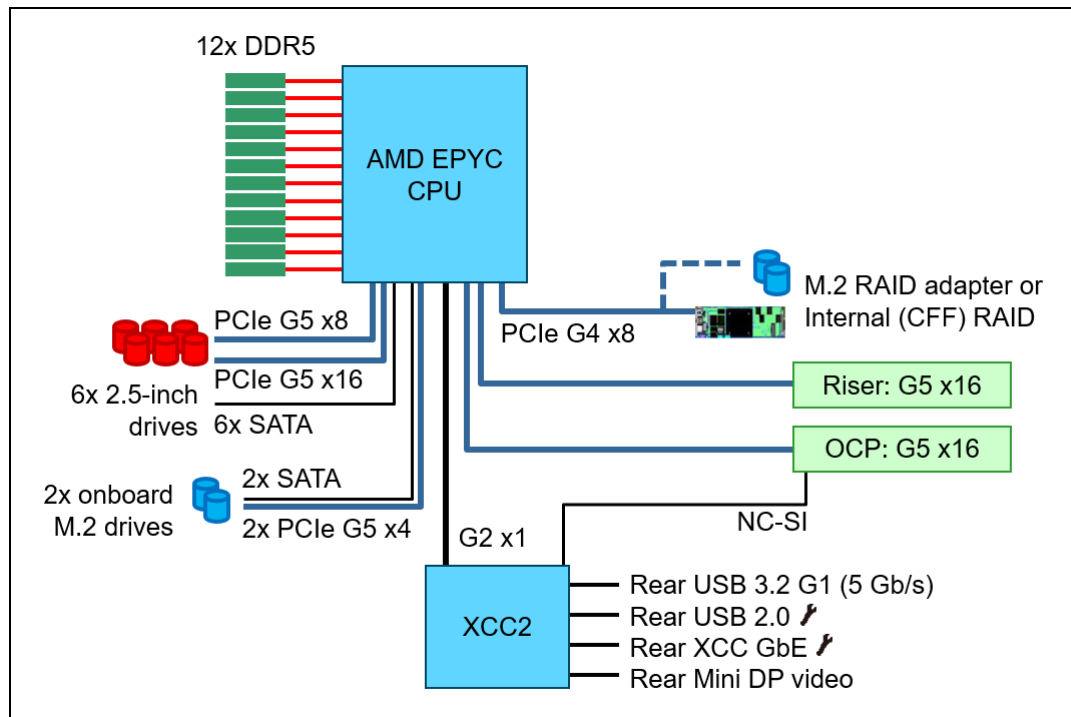 12x DDR5
AMD EPYC
CPU
M.2 RAID adapter or
Internal (CFF) RAID
PCIe G5 x8
PCIe G4 x8
PCIe G5 x16
6x 2.5-inch
drives
6x SATA
Riser: G5 x16
OCP: G5 x16
2x SATA
2x onboard
M.2 drives
2x PCIe G5 x4
G2 x1
NC-SI
XCC2
Rear USB 3.2 G1 (5 Gb/s)
Rear USB 2.0
Rear XCC GbE
Rear Mini DP video